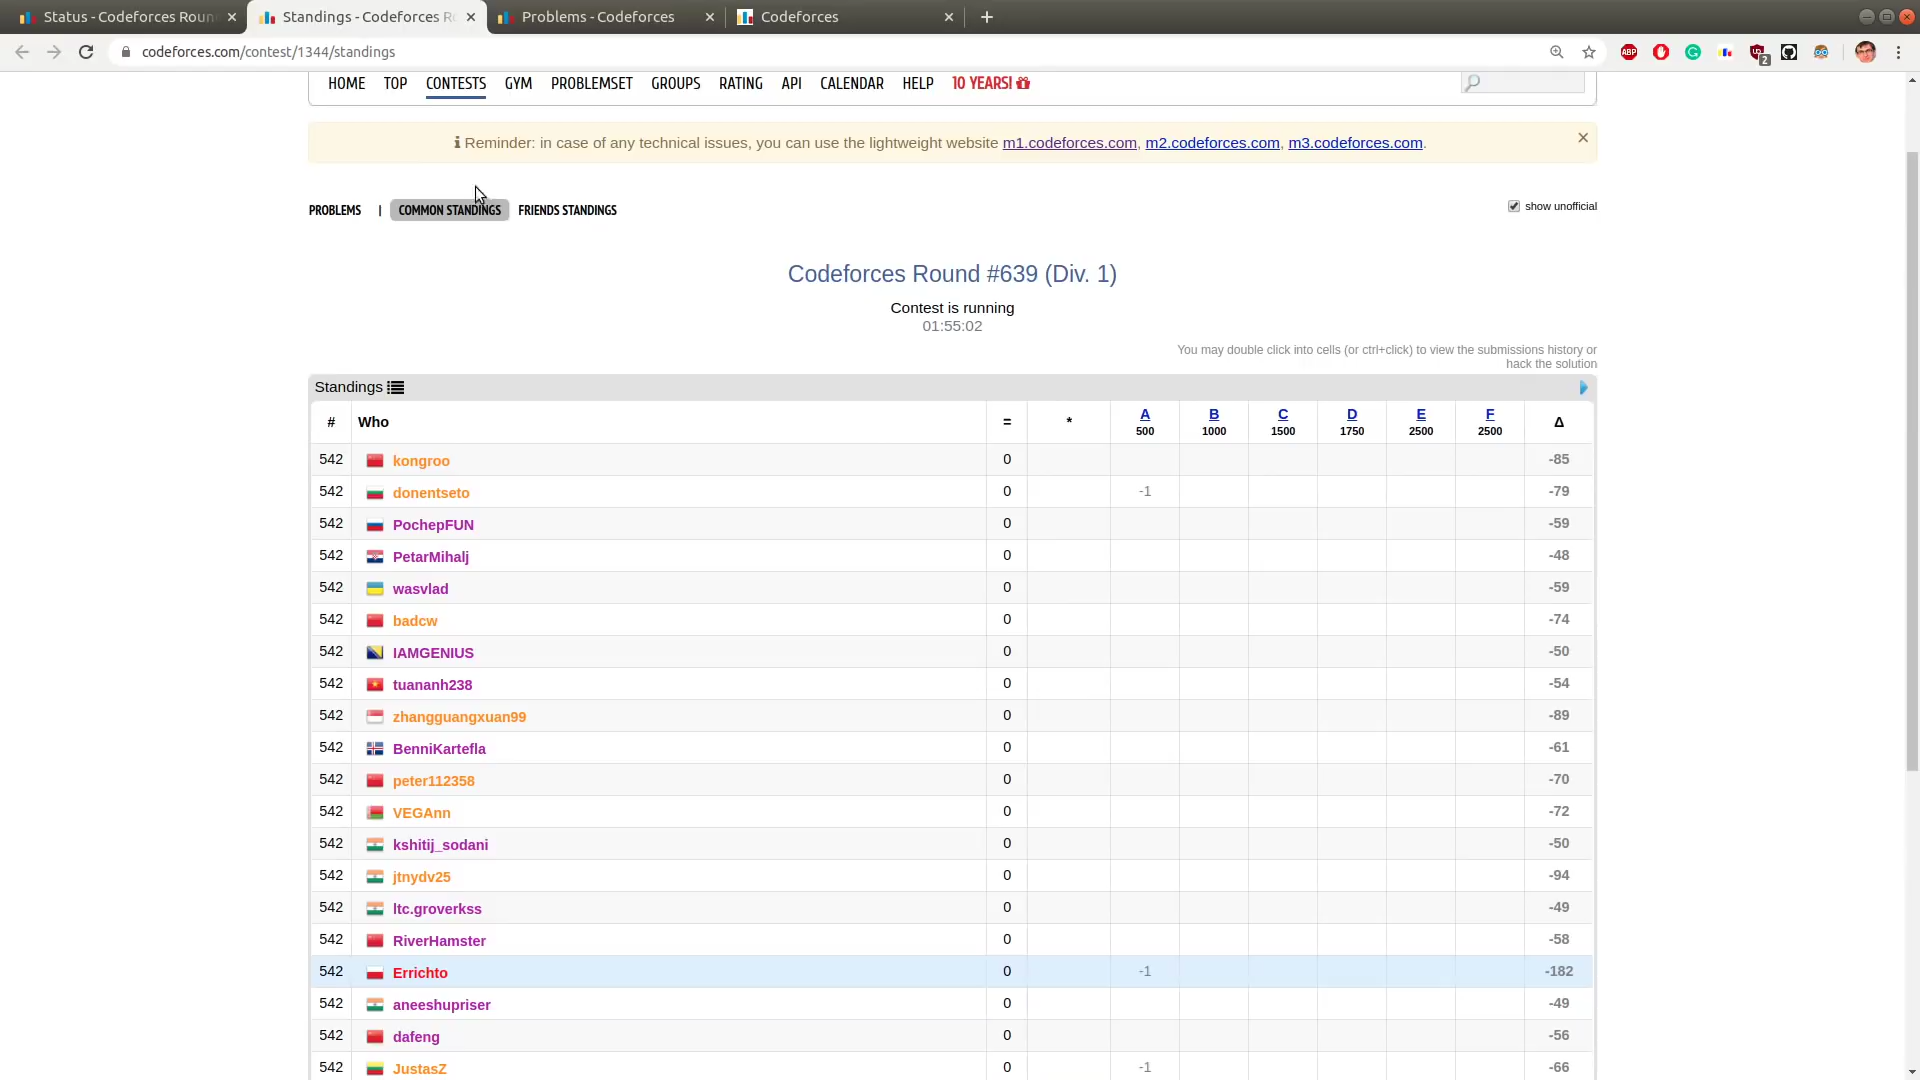 Status - Codeforces Roun
Standings - Codeforces Ro
Problems - Codeforces
Codeforces
codeforces.com/contest/1344/standings
ABP
2
HOME TOP CONTESTS GYM PROBLEMSET GROUPS RATING API CALENDAR HELP 10 YEARS!
Reminder: in case of any technical issues, you can use the lightweight website m1.codeforces.com, m2.codeforces.com, m3.codeforces.com.
PROBLEMS | COMMON STANDINGS FRIENDS STANDINGS
show unofficial
Codeforces Round #639 (Div. 1)
Contest is running
01:55:02
You may double click into cells (or ctrl+click) to view the submissions history or
hack the solution
Standings
# Who = * A B C D E F Δ
500 1000 1500 1750 2500 2500
542 kongroo 0 -85
542 donentseto 0 -1 -79
542 PochepFUN 0 -59
542 PetarMihalj 0 -48
542 wasvlad 0 -59
542 badcw 0 -74
542 IAMGENIUS 0 -50
542 tuananh238 0 -54
542 zhangguangxuan99 0 -89
542 BenniKartefla 0 -61
542 peter112358 0 -70
542 VEGAnn 0 -72
542 kshitij_sodani 0 -50
542 jtnydv25 0 -94
542 ltc.groverkss 0 -49
542 RiverHamster 0 -58
542 Errichto 0 -1 -182
542 aneeshupriser 0 -49
542 dafeng 0 -56
542 JustasZ 0 -1 -66